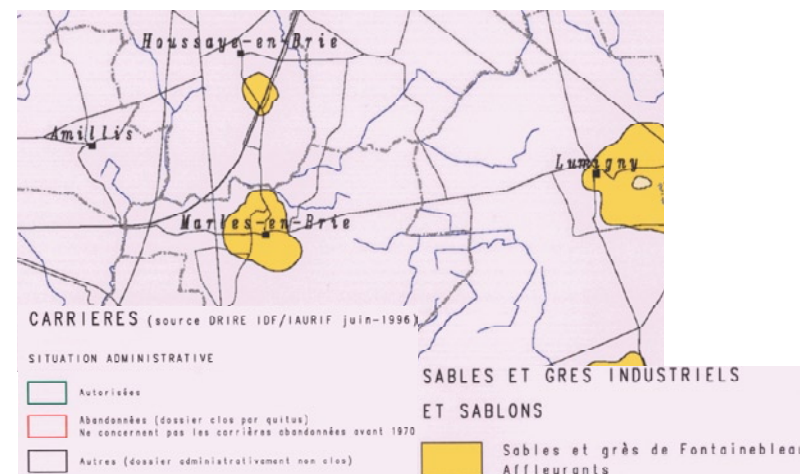 Houssaye-en-Brie
Amillis
Lumigny
Marles-en-Brie
CARRIERES (source DRIRE IDF/IAURIF juin-1996)
SITUATION ADMINISTRATIVE
Autorisées
Abandonnées (dossier clos par quitus)
Ne concernent pas les carrières abandonnées avant 1970
Autres (dossier administrativement non clos)
SABLES ET GRES INDUSTRIELS
ET SABLONS
Sables et grès de Fontainebleau
Affleurants